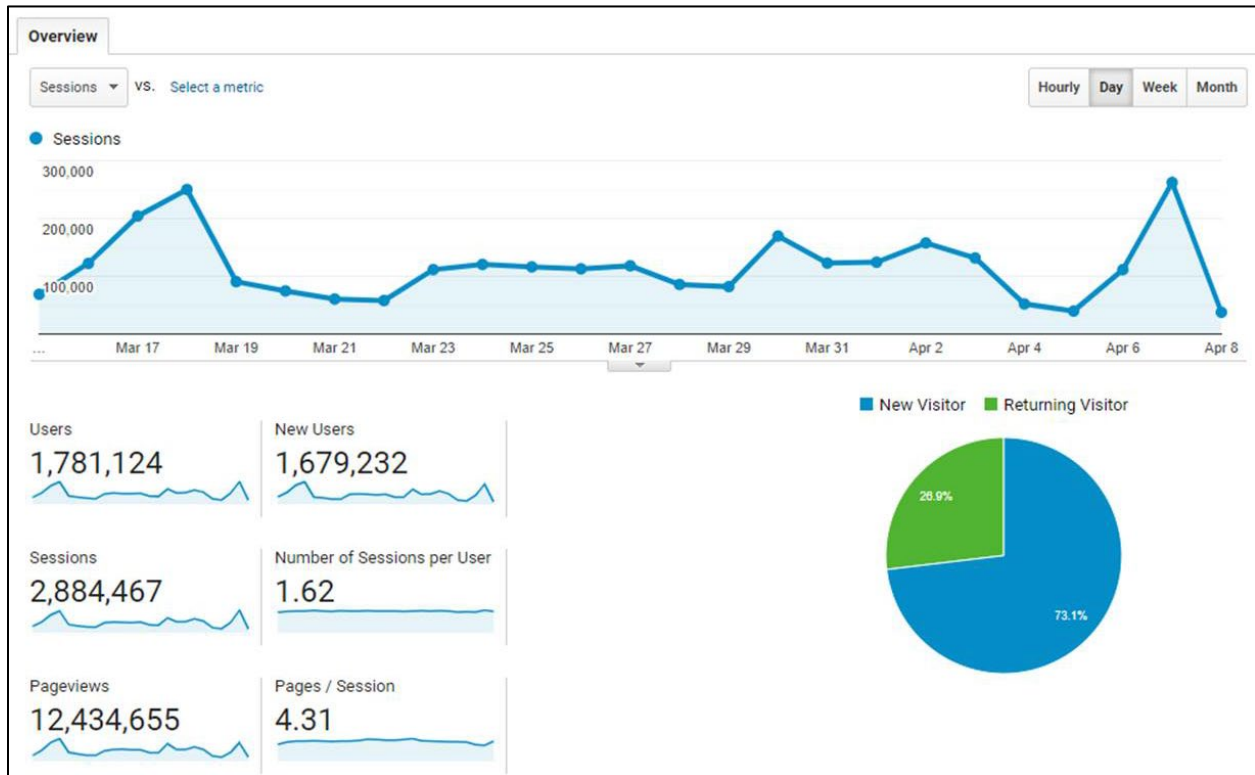 Overview
Sessions VS. Select a metric
Hourly Day Week Month
Sessions
300,000
200,000
100,000
... Mar 17 Mar 19 Mar 21 Mar 23 Mar 25 Mar 27 Mar 29 Mar 31 Apr 2 Apr 4 Apr 6 Apr 8
New Visitor Returning Visitor
Users New Users
1,781,124 1,679,232
Sessions Number of Sessions per User
2,884,467 1.62
Pageviews Pages / Session
12,434,655 4.31
26.9%
73.1%